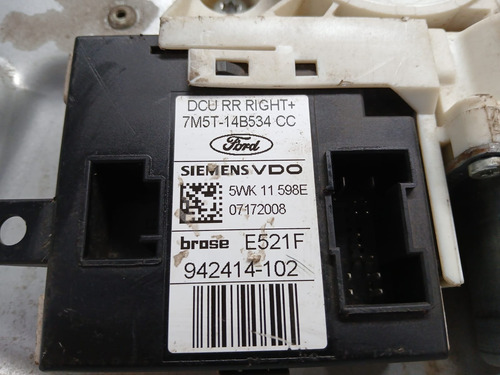 DCU RR RIGHT+
7M5T-14B534 CC
Ford
SIEMENS VDO
5WK 11 598E
07172008
brose E521F
942414-102